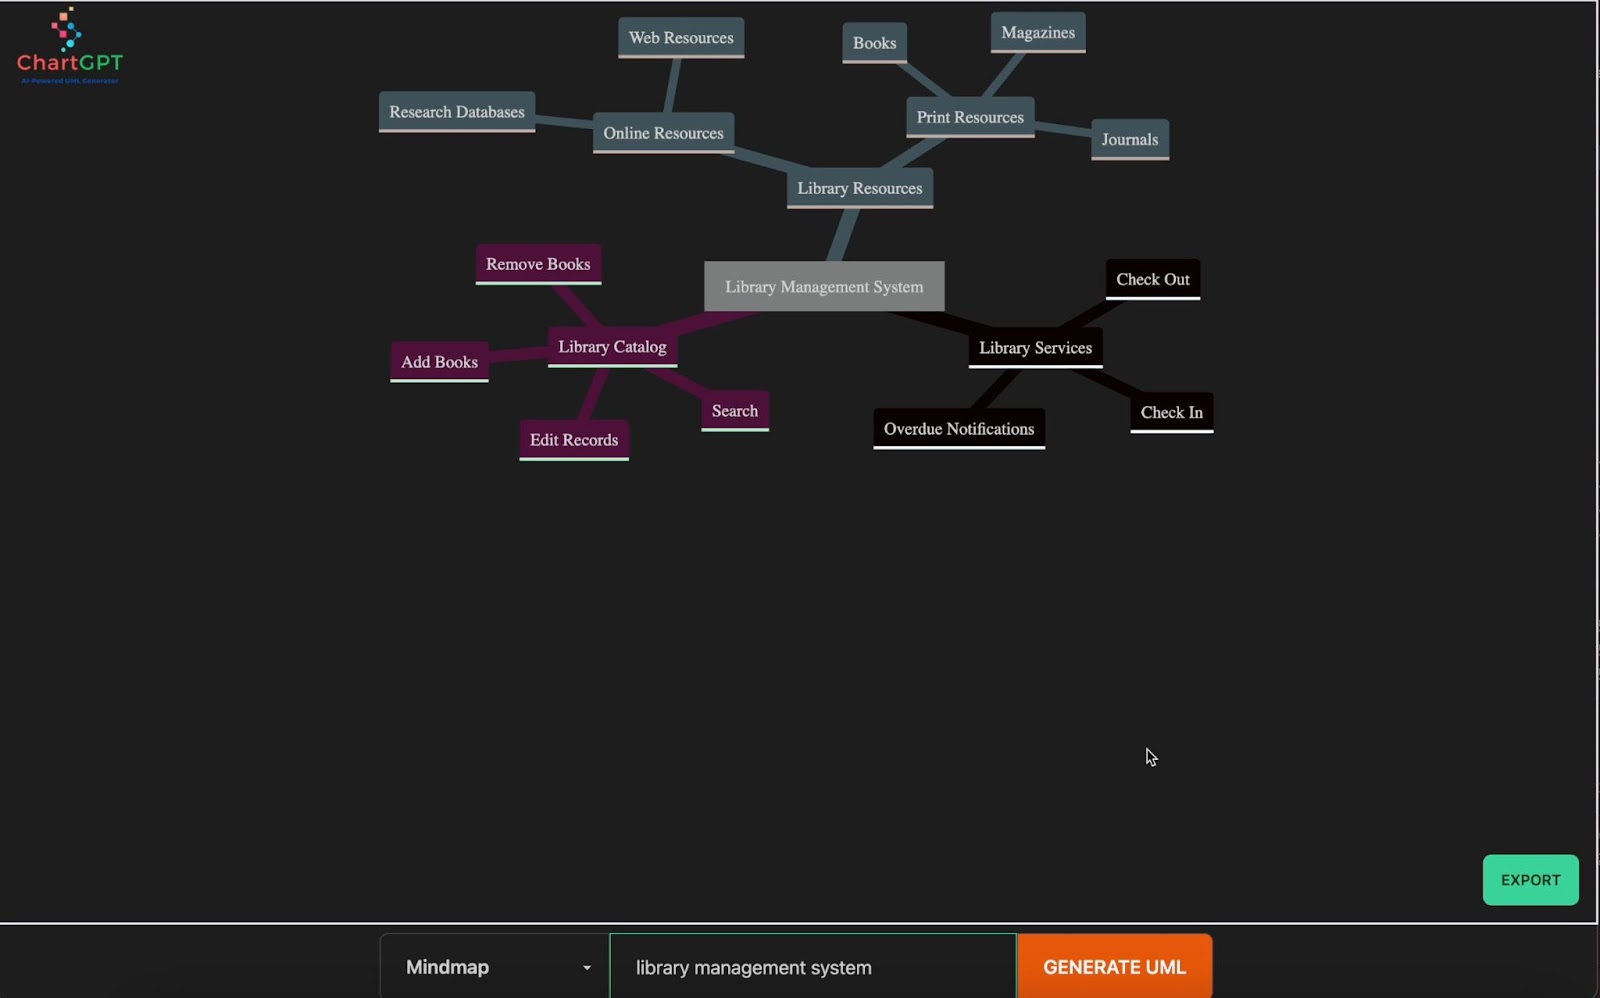 ChartGPT
AI-Powered UML Generator
Web Resources
Books
Magazines
Research Databases
Online Resources
Print Resources
Journals
Library Resources
Remove Books
Library Management System
Check Out
Add Books
Library Catalog
Library Services
Search
Edit Records
Overdue Notifications
Check In
EXPORT
Mindmap
library management system
GENERATE UML